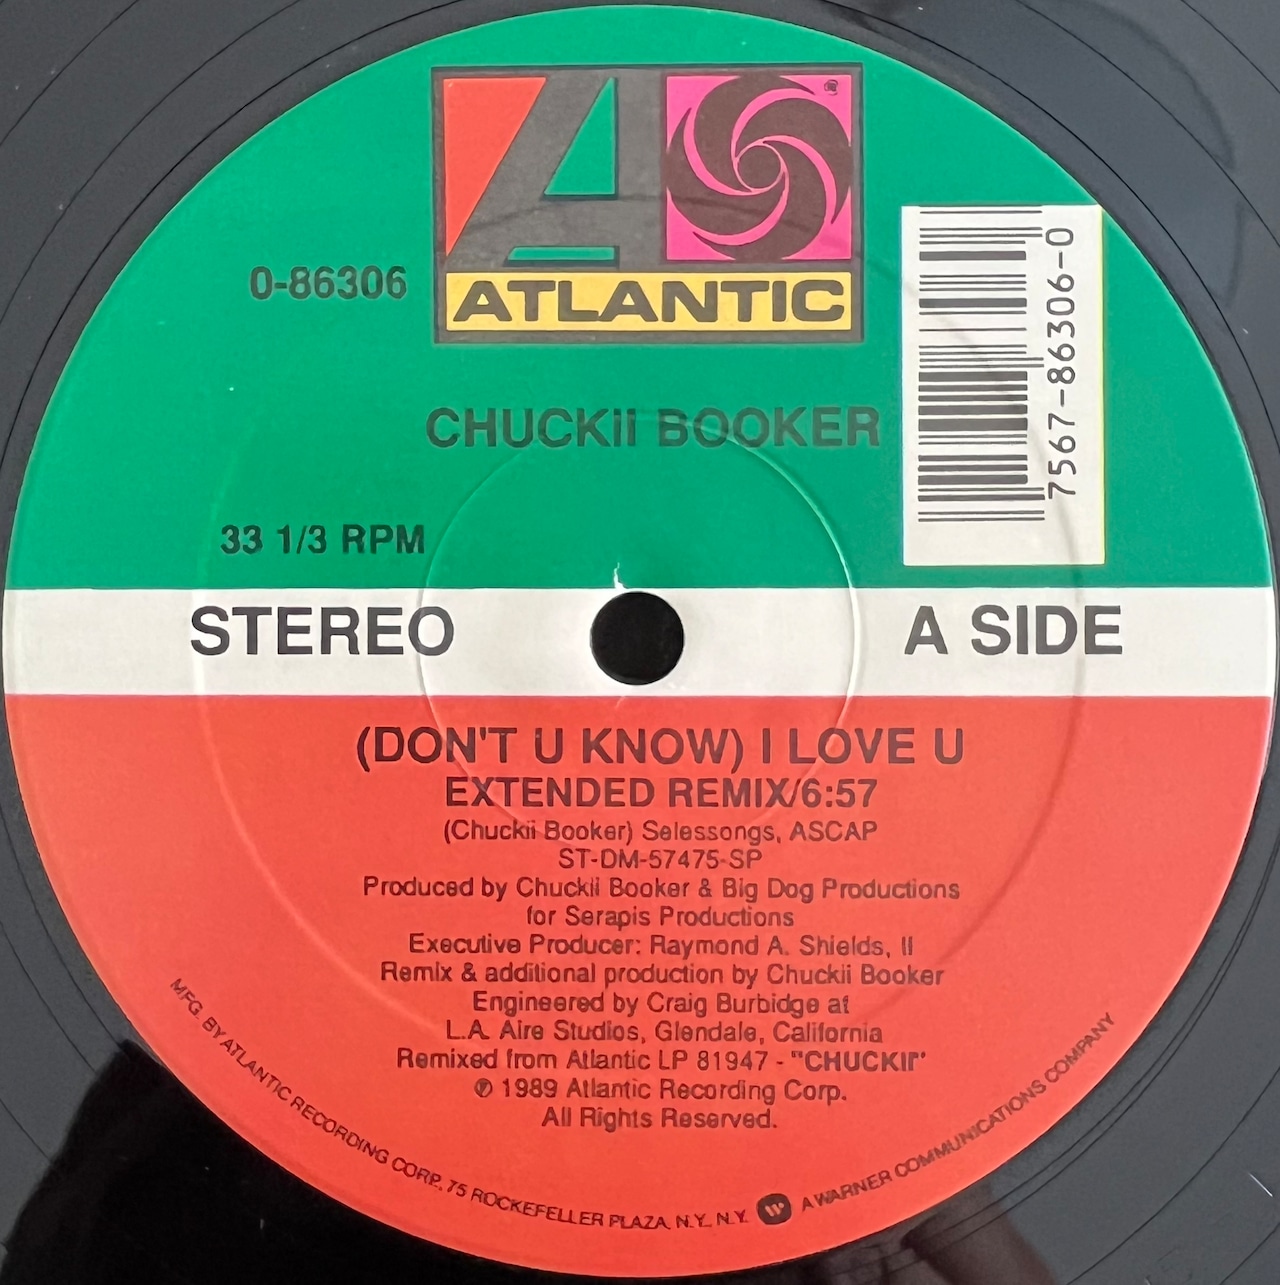 ATLANTIC
0-86306
7567-86306-0
CHUCKII BOOKER
33 1/3 RPM
STEREO
A SIDE
(DON'T U KNOW) I LOVE U
EXTENDED REMIX/6:57
(Chuckii Booker) Selessongs, ASCAP
ST-DM-57475-SP
Produced by Chuckii Booker & Big Dog Productions
for Serapis Productions
Executive Producer: Raymond A. Shields, II
Remix & additional production by Chuckii Booker
Engineered by Craig Burbidge at
L.A. Aire Studios, Glendale, California
Remixed from Atlantic LP 81947 - "CHUCKII"
℗ 1989 Atlantic Recording Corp.
All Rights Reserved.
MFG. BY ATLANTIC RECORDING CORP., 75 ROCKEFELLER PLAZA, N.Y., N.Y. A WARNER COMMUNICATIONS COMPANY